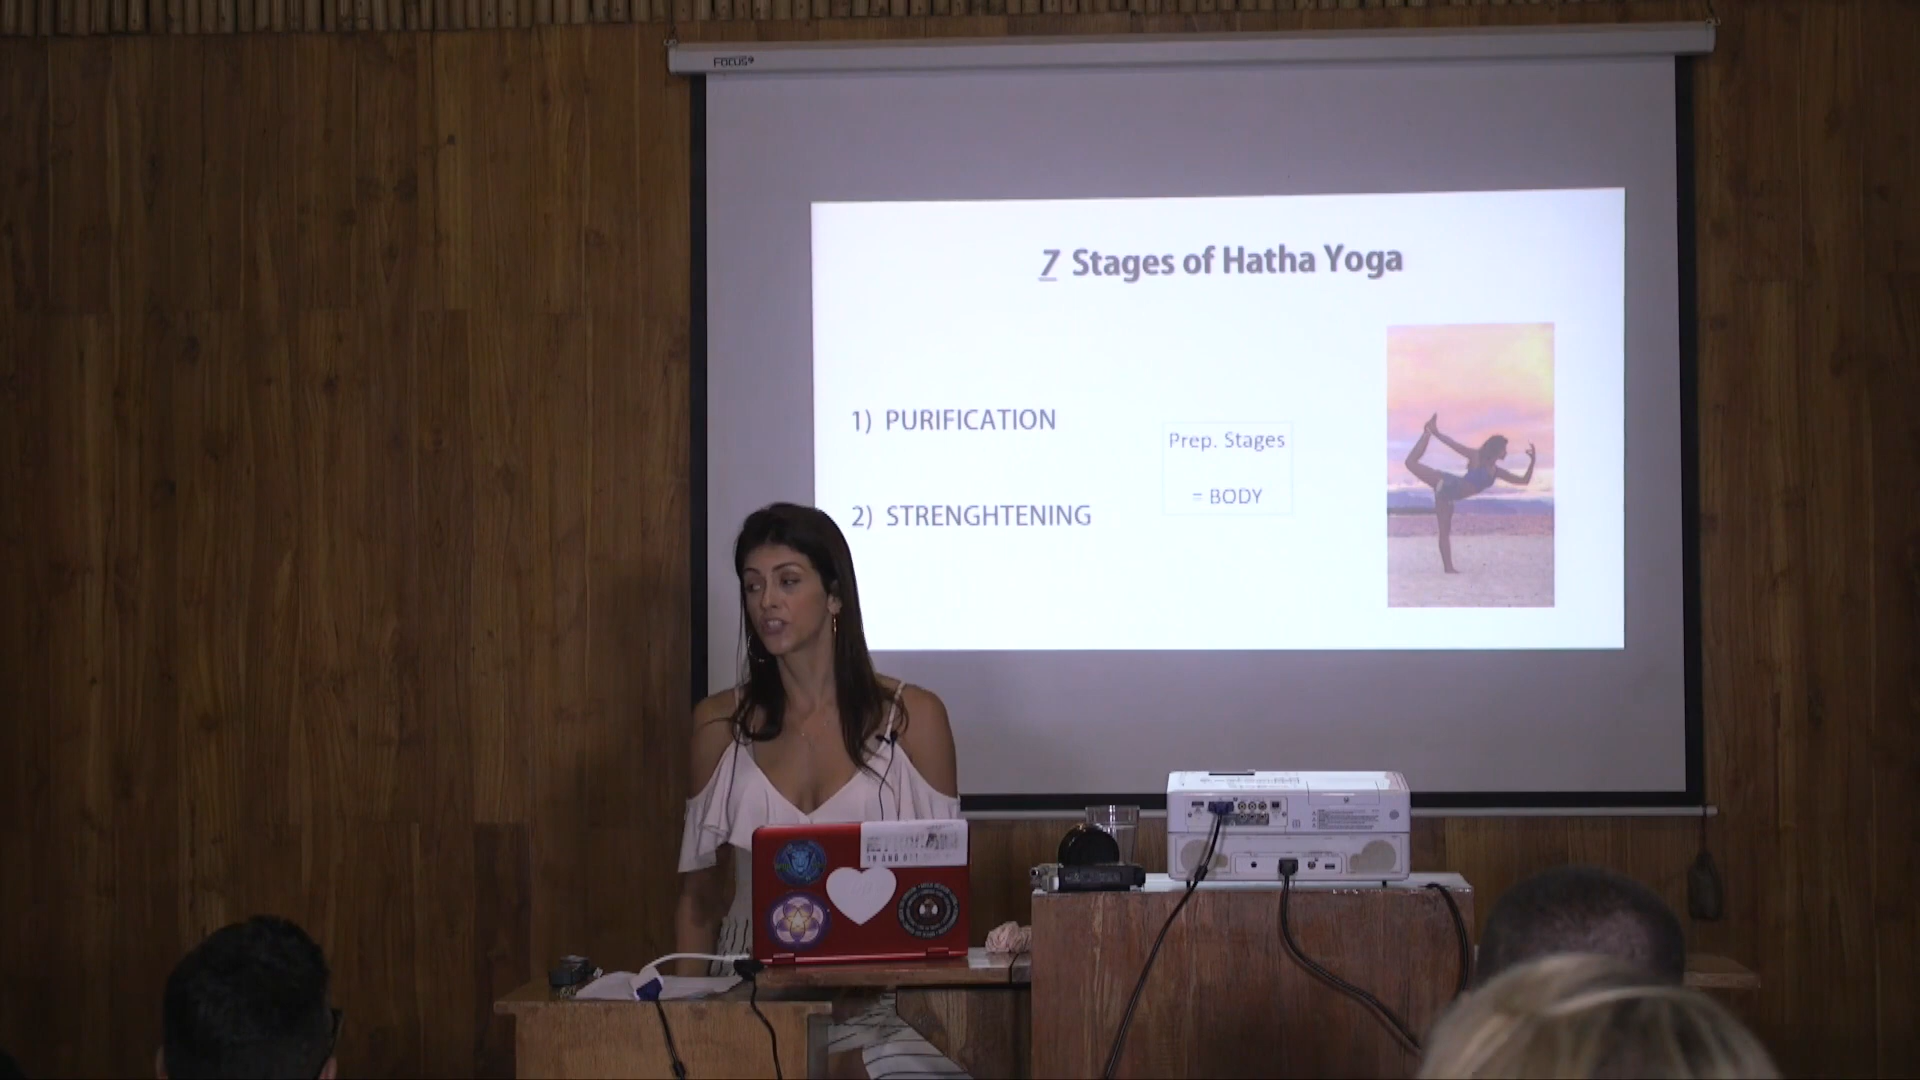 FOCUS
7 Stages of Hatha Yoga
1) PURIFICATION
Prep. Stages
= BODY
2) STRENGHTENING